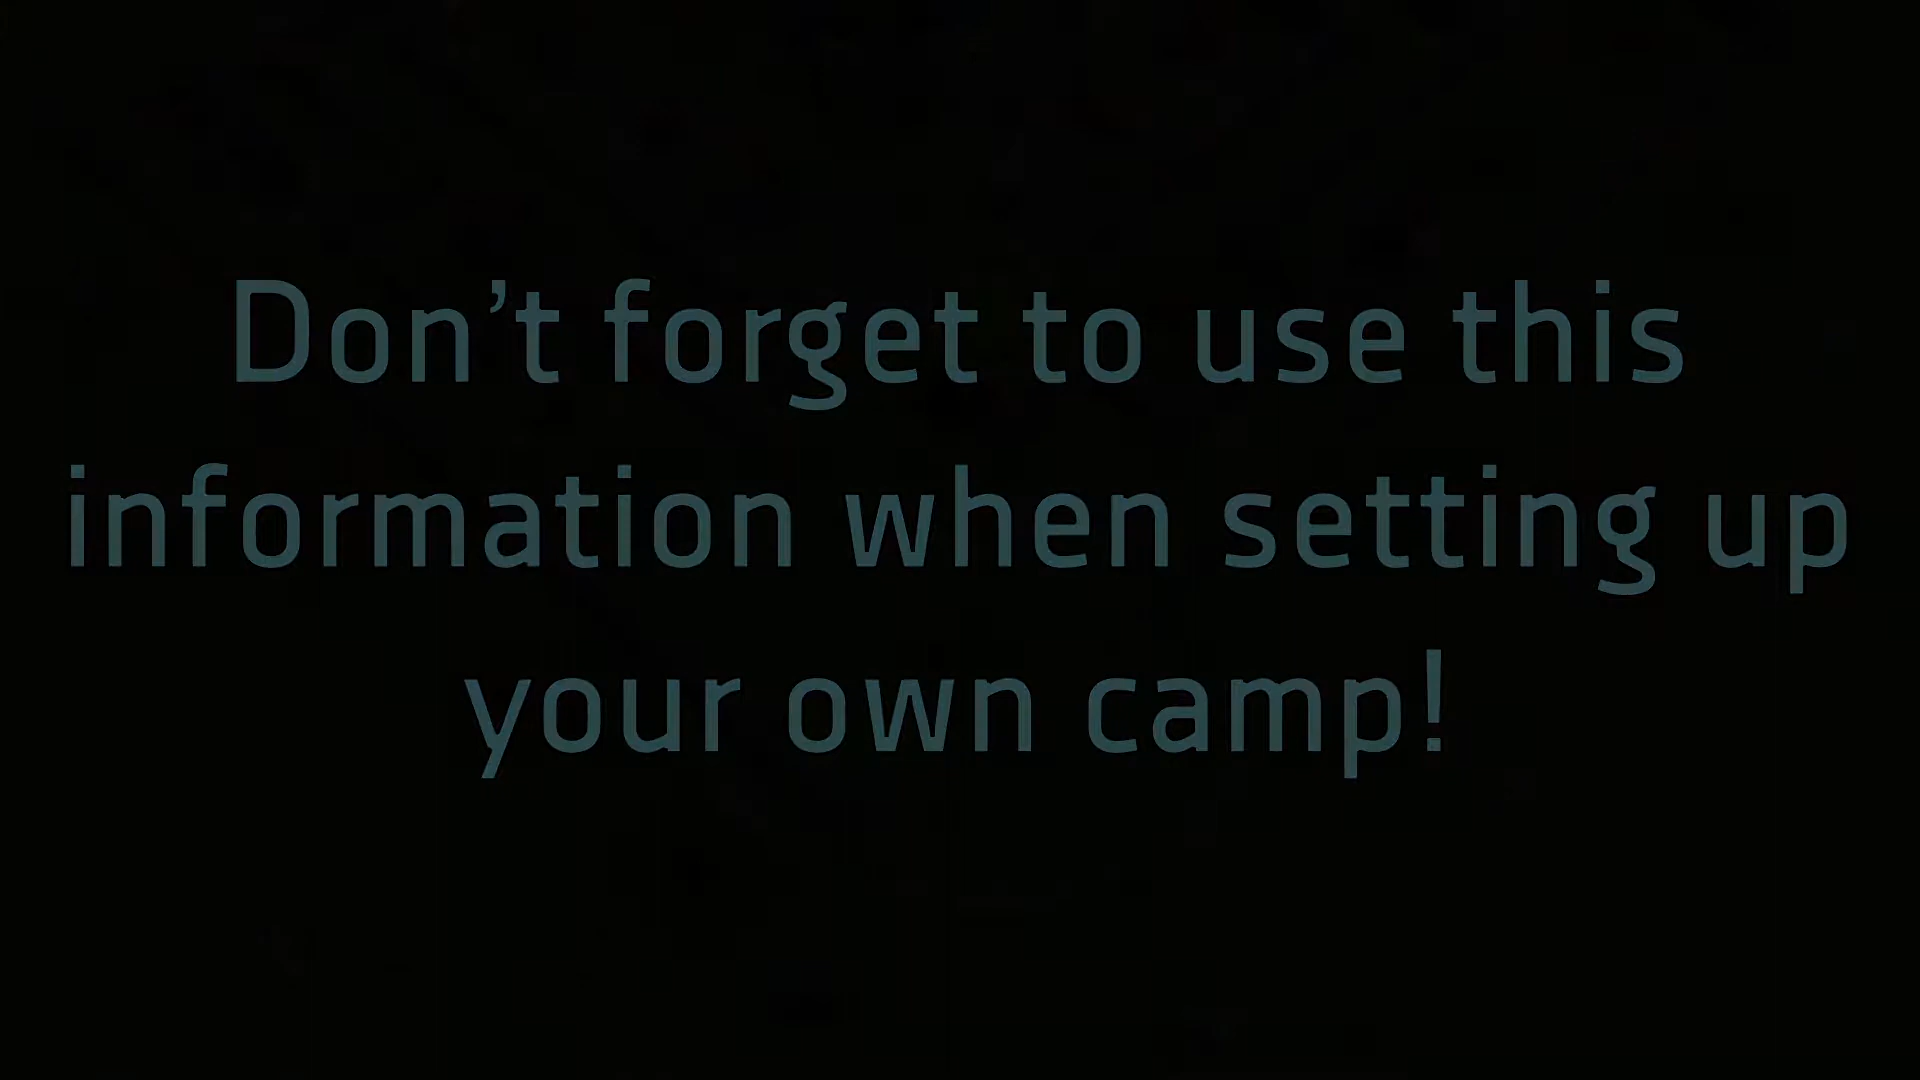 Don’t forget to use this
information when setting up
your own camp!